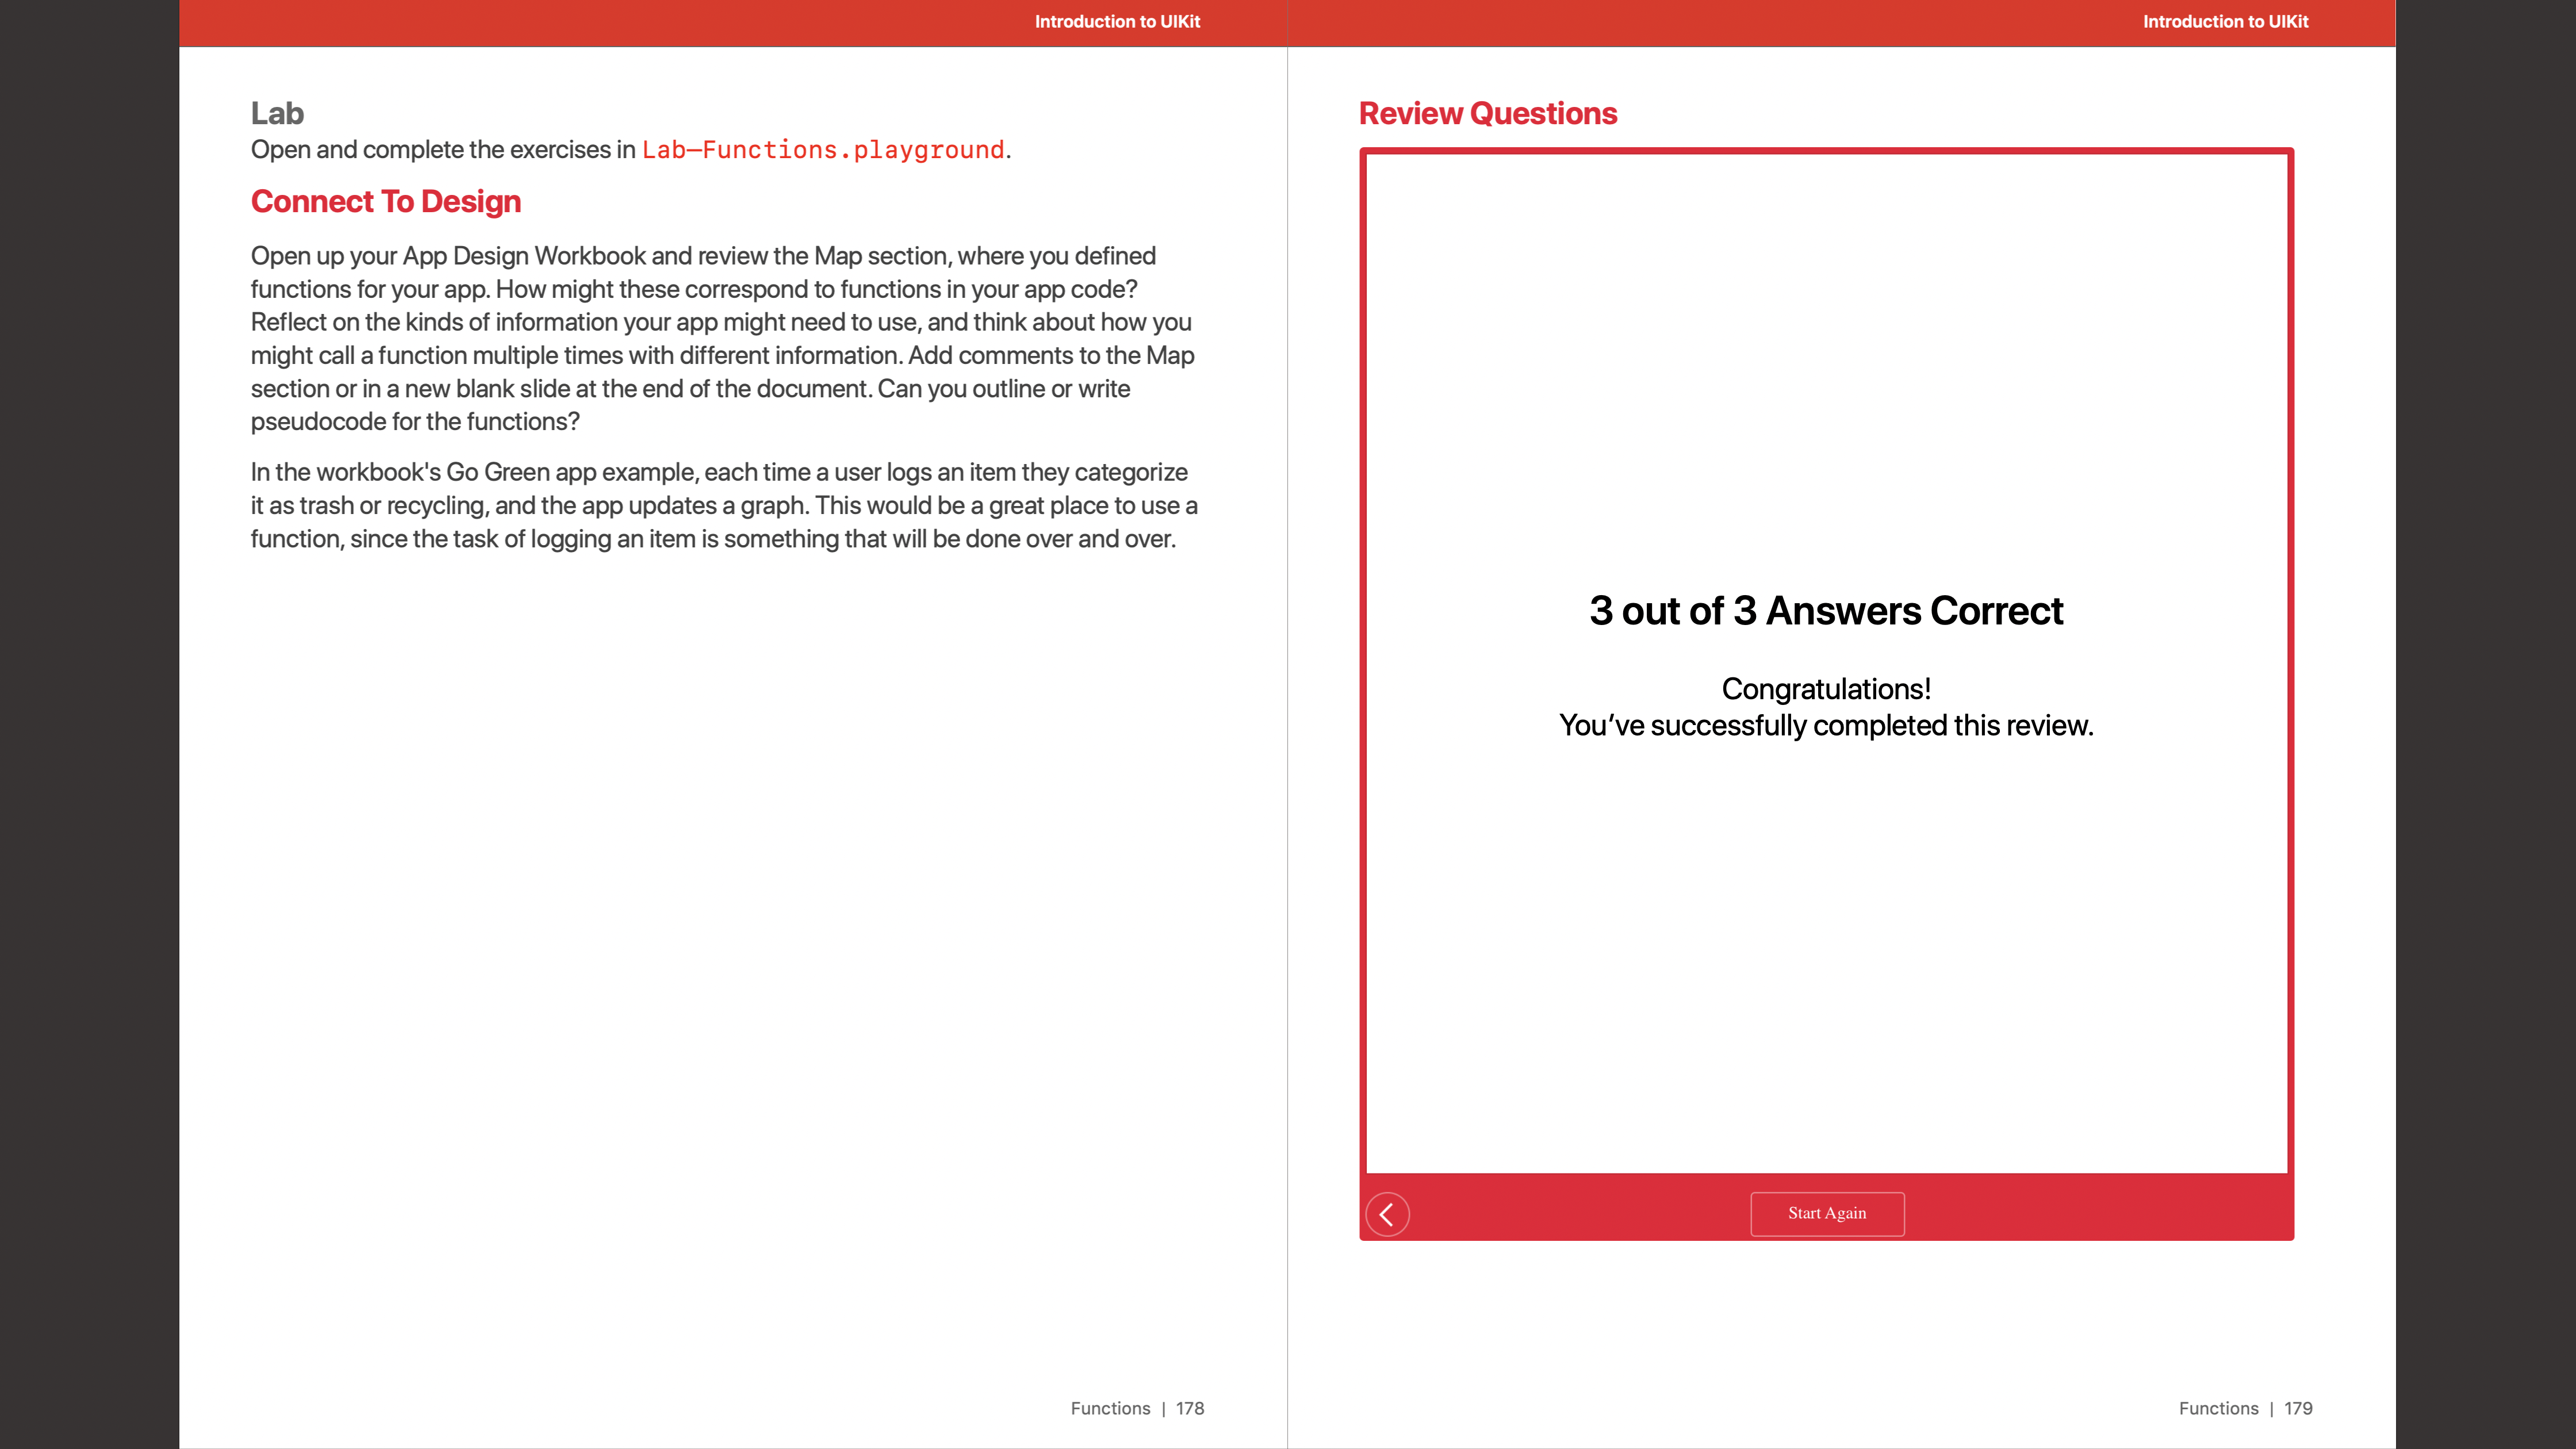 Introduction to UIKit
Lab
Open and complete the exercises in Lab—Functions.playground.
Connect To Design
Open up your App Design Workbook and review the Map section, where you defined
functions for your app. How might these correspond to functions in your app code?
Reflect on the kinds of information your app might need to use, and think about how you
might call a function multiple times with different information. Add comments to the Map
section or in a new blank slide at the end of the document. Can you outline or write
pseudocode for the functions?
In the workbook's Go Green app example, each time a user logs an item they categorize
it as trash or recycling, and the app updates a graph. This would be a great place to use a
function, since the task of logging an item is something that will be done over and over.
Functions | 178
Introduction to UIKit
Review Questions
3 out of 3 Answers Correct
Congratulations!
You’ve successfully completed this review.
Start Again
Functions | 179